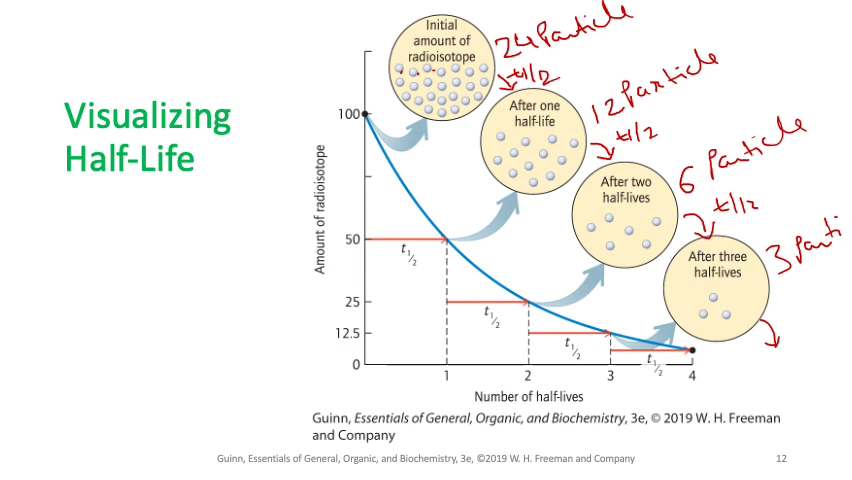 Visualizing
Half-Life
Initial
amount of
radioisotope
24 Particle
t1/2
After one
half-life
12 Particle
t1/2
After two
half-lives
6 Particle
t1/2
After three
half-lives
3 Parti
Amount of radioisotope
100
50
25
12.5
0
t1/2
t1/2
t1/2
t1/2
1 2 3 4
Number of half-lives
Guinn, Essentials of General, Organic, and Biochemistry, 3e, © 2019 W. H. Freeman
and Company
Guinn, Essentials of General, Organic, and Biochemistry, 3e, ©2019 W. H. Freeman and Company
12